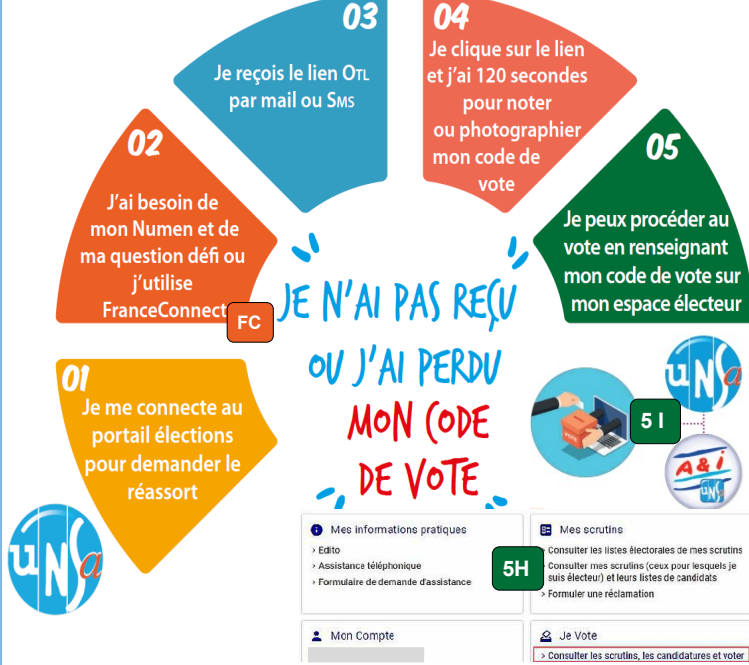 03
Je reçois le lien OTL
par mail ou SMS
04
Je clique sur le lien
et j'ai 120 secondes
pour noter
ou photographier
mon code de
vote
02
J'ai besoin de
mon Numen et de
ma question défi ou
j'utilise
FranceConnect
FC
05
Je peux procéder au
vote en renseignant
mon code de vote sur
mon espace électeur
JE N'AI PAS REÇU
OU J'AI PERDU
MON CODE
DE VOTE
01
Je me connecte au
portail élections
pour demander le
réassort
UNSa
VOTE
5 I
UNSa
A&I
UNSa
Mes informations pratiques
> Edito
> Assistance téléphonique
> Formulaire de demande d'assistance
5H
Mes scrutins
Consulter les listes électorales de mes scrutins
Consulter mes scrutins (ceux pour lesquels je
suis électeur) et leurs listes de candidats
> Formuler une réclamation
Mon Compte
Je Vote
> Consulter les scrutins, les candidatures et voter